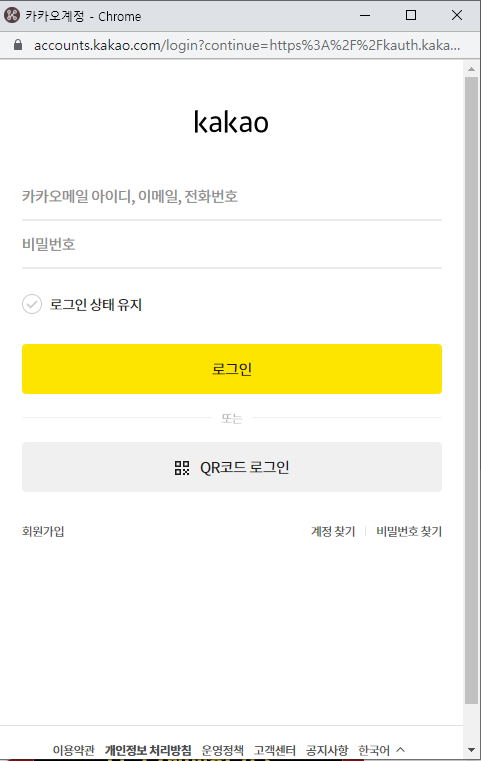 카카오계정 - Chrome
accounts.kakao.com/login?continue=https%3A%2F%2Fkauth.kaka...
kakao
카카오메일 아이디, 이메일, 전화번호
비밀번호
로그인 상태 유지
로그인
또는
QR코드 로그인
회원가입 계정 찾기 비밀번호 찾기
이용약관 개인정보 처리방침 운영정책 고객센터 공지사항 한국어